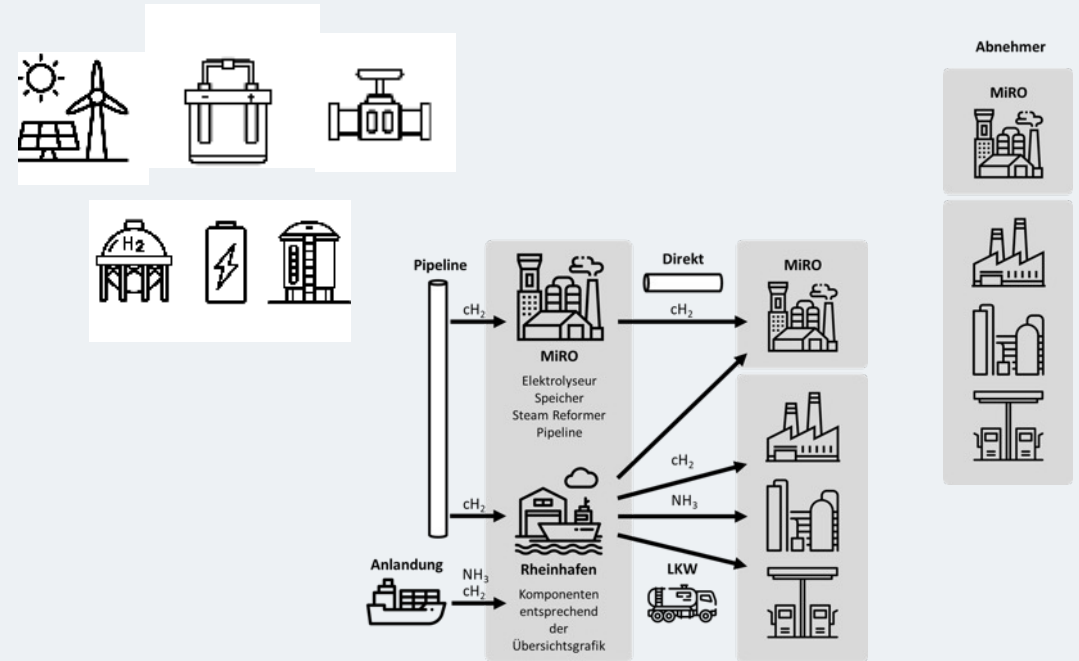 Abnehmer
MiRO
H2
- +
Pipeline
Direkt
MiRO
cH₂
cH₂
MiRO
Elektrolyseur
Speicher
Steam Reformer
Pipeline
cH₂
NH₃
cH₂
Anlandung
NH₃
cH₂
Rheinhafen
LKW
Komponenten
entsprechend
der
Übersichtsgrafik